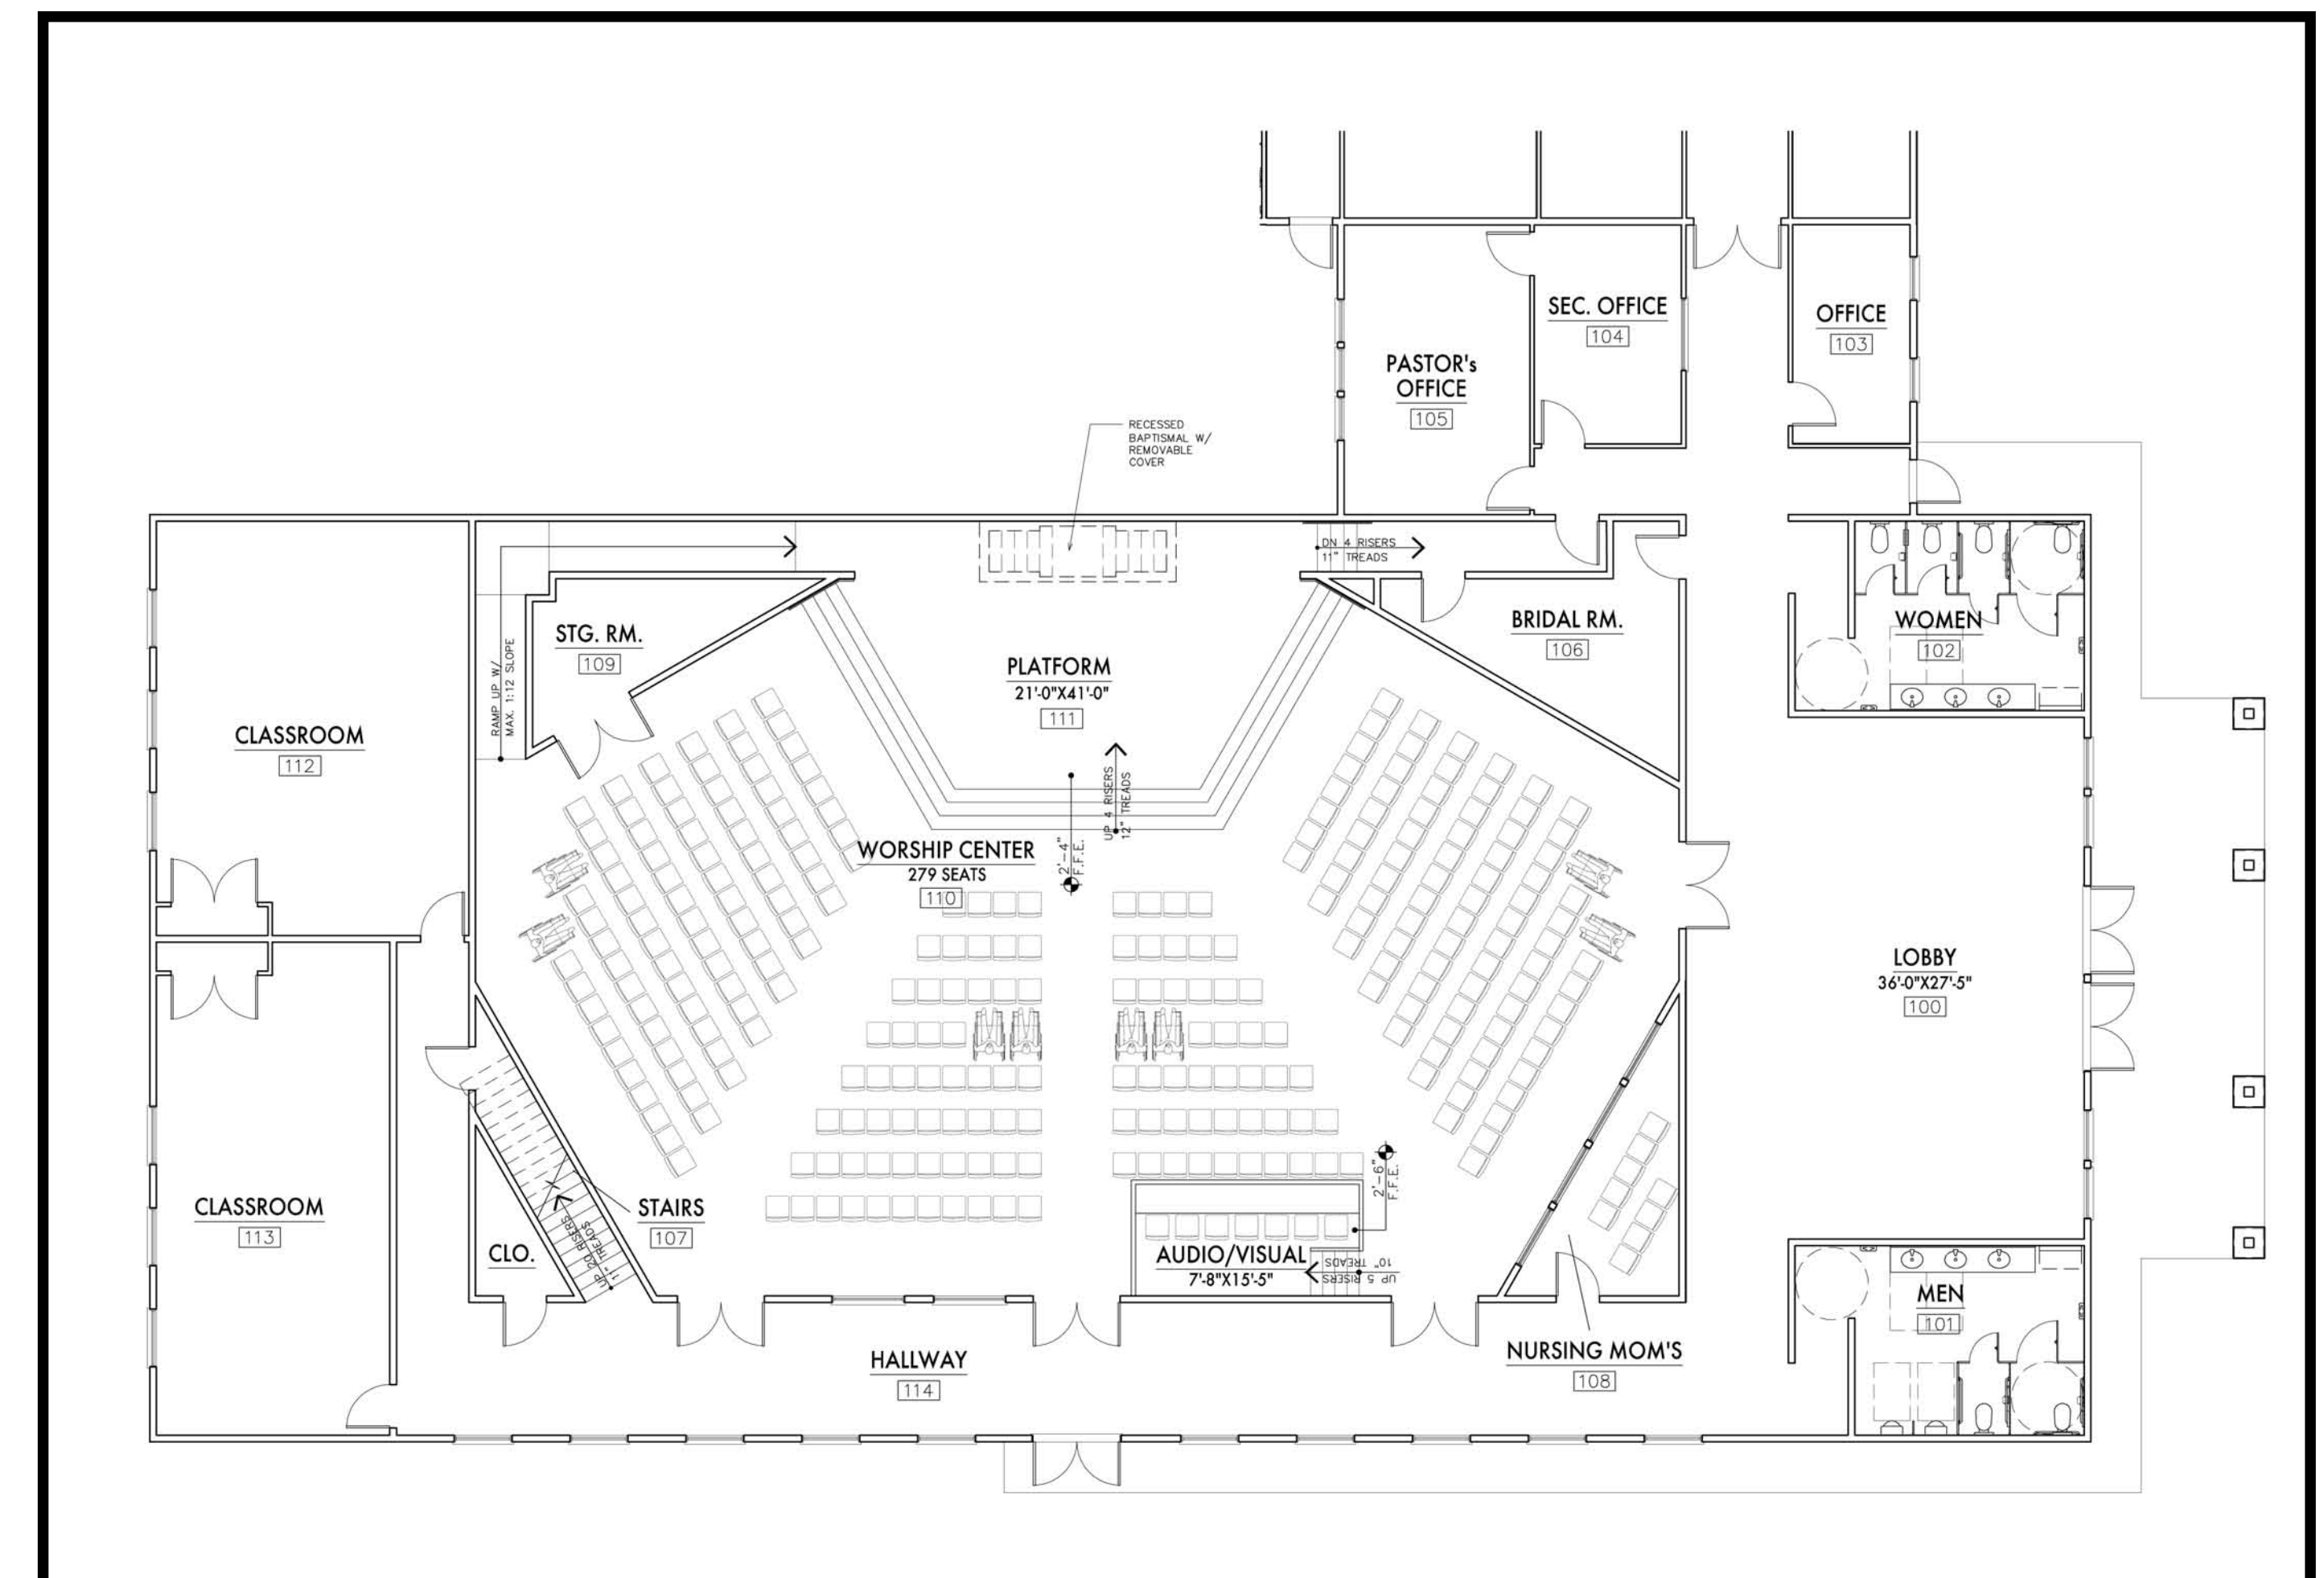 SEC. OFFICE
104
OFFICE
103
PASTOR's
OFFICE
105
RECESSED
BAPTISMAL W/
REMOVABLE
COVER
DN 4 RISERS
11" TREADS
RAMP UP W/
MAX. 1:12 SLOPE
STG. RM.
109
PLATFORM
21'-0"X41'-0"
111
BRIDAL RM.
106
WOMEN
102
CLASSROOM
112
UP 4 RISERS
12" TREADS
WORSHIP CENTER
279 SEATS
110
2'-4"
F.F.E.
LOBBY
36'-0"X27'-5"
100
CLASSROOM
113
STAIRS
107
CLO.
UP 20 RISERS
11" TREADS
2'-6"
F.F.E.
AUDIO/VISUAL
7'-8"X15'-5"
UP 5 RISERS
10" TREADS
MEN
101
HALLWAY
114
NURSING MOM'S
108